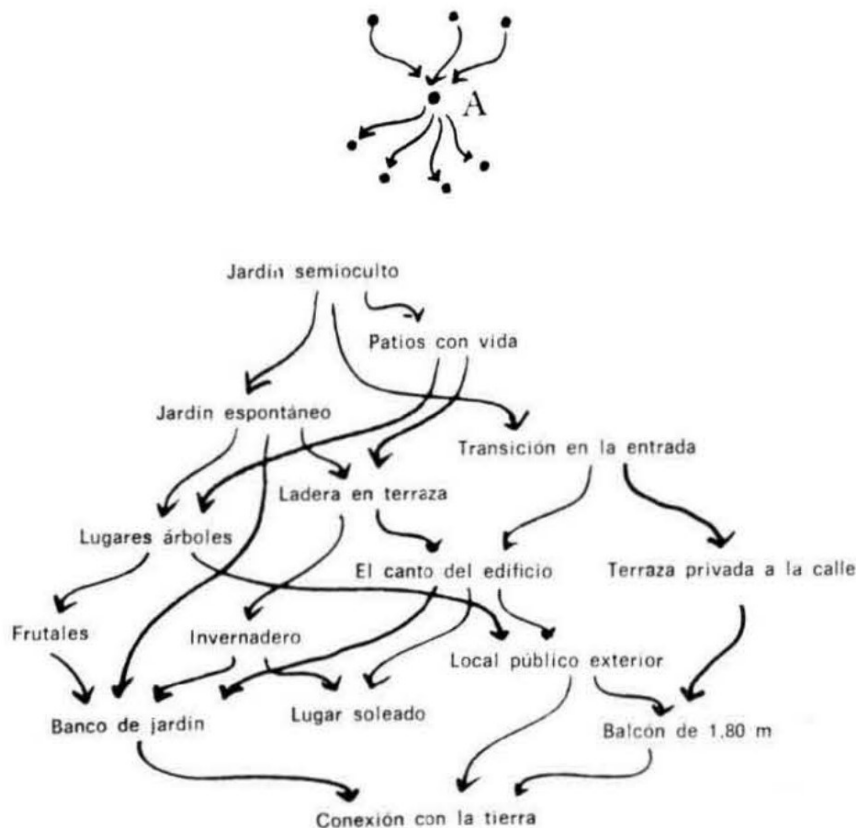 A
Jardín semioculto
Patios con vida
Jardín espontáneo
Transición en la entrada
Ladera en terraza
Lugares árboles
El canto del edificio
Terraza privada a la calle
Frutales
Invernadero
Local público exterior
Banco de jardín
Lugar soleado
Balcón de 1.80 m
Conexión con la tierra